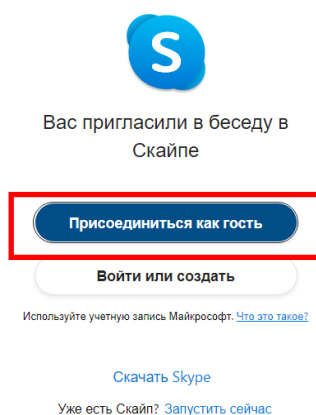 S
Вас пригласили в беседу в
Скайпе
Присоединиться как гость
Войти или создать
Используйте учетную запись Майкрософт. Что это такое?
Скачать Skype
Уже есть Скайп? Запустить сейчас